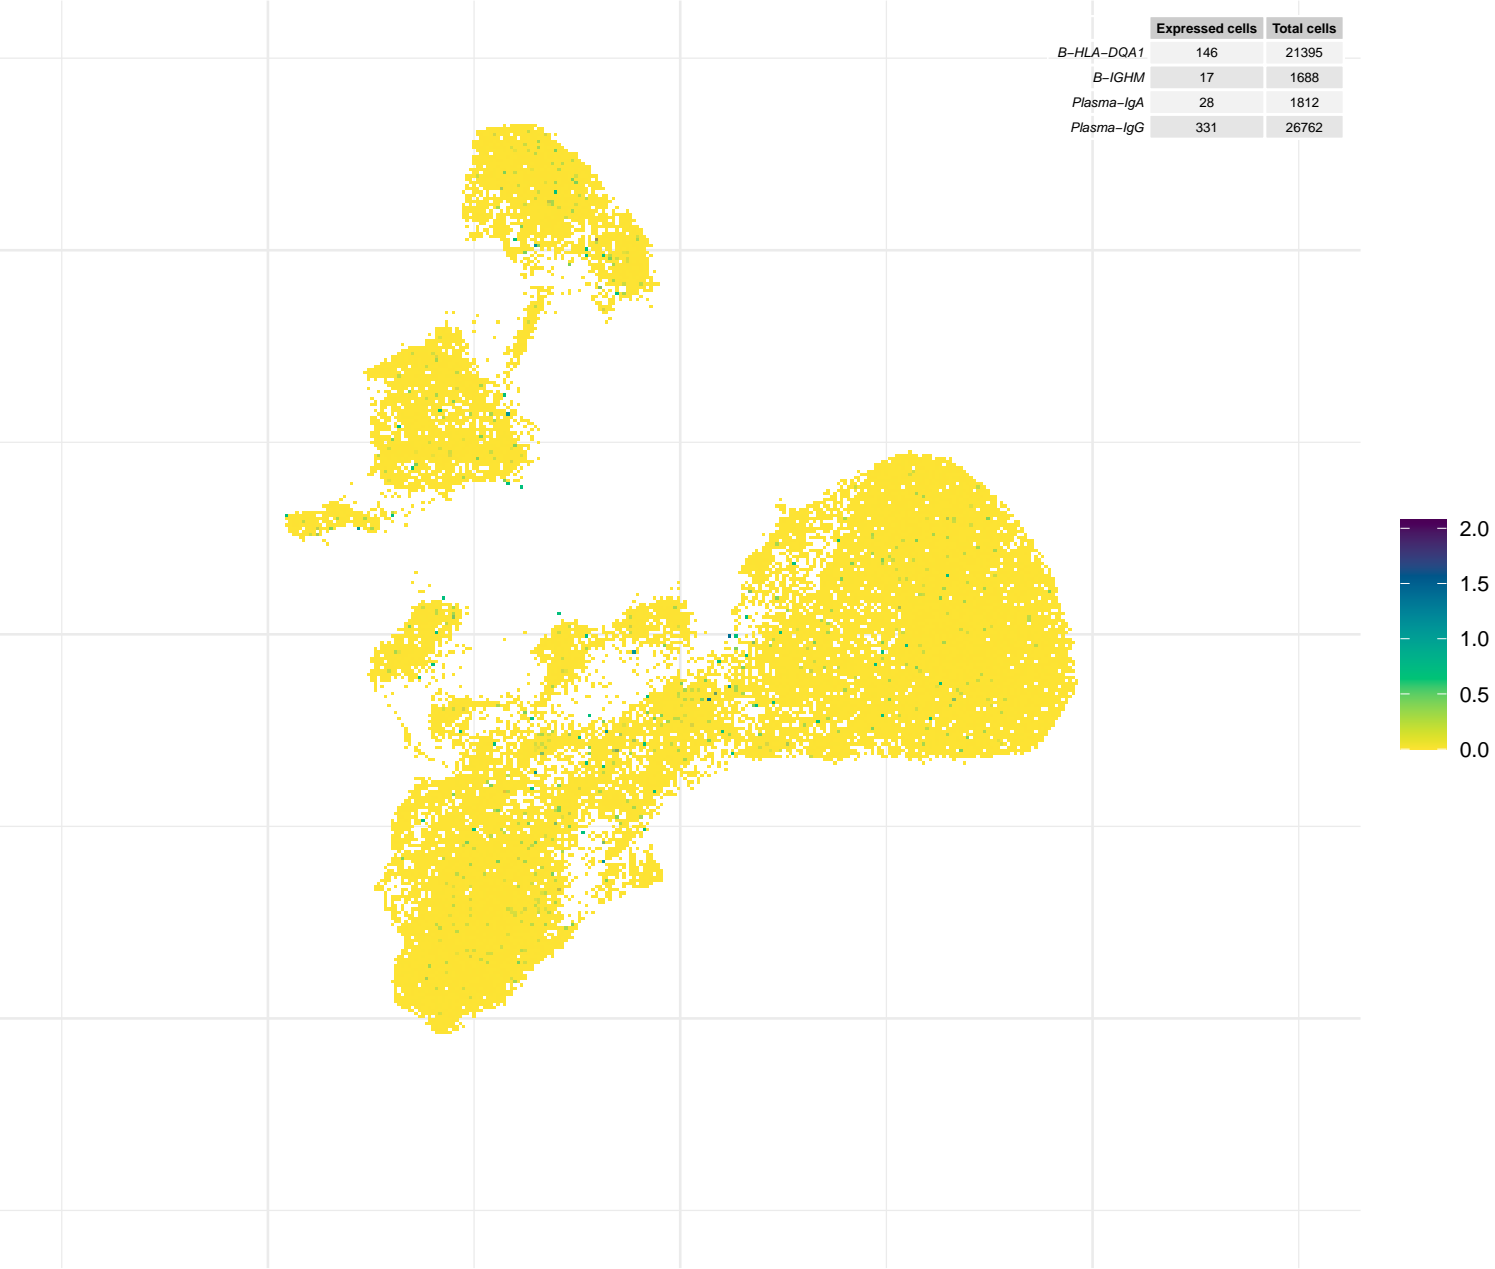 Expressed cells Total cells
B−HLA−DQA1 146 21395
B−IGHM 17 1688
Plasma−IgA 28 1812
Plasma−IgG 331 26762
2.0
1.5
1.0
0.5
0.0